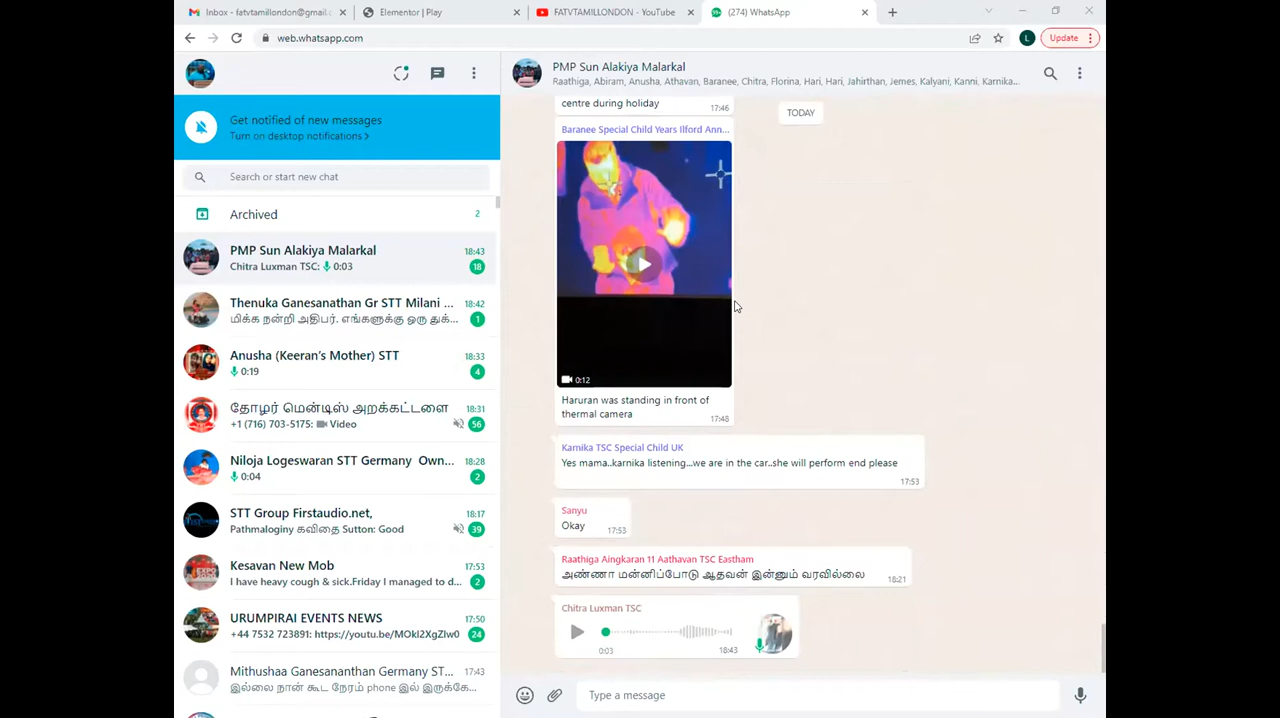 Inbox - fatvtamillondon@gmail.
Elementor | Play
FATVTAMILLONDON - YouTube
(274) WhatsApp
web.whatsapp.com
L
Update
Get notified of new messages
Turn on desktop notifications >
Search or start new chat
Archived
2
PMP Sun Alakiya Malarkal
18:43
Chitra Luxman TSC: 0:03
18
Thenuka Ganesanathan Gr STT Milani ...
18:42
மிக்க நன்றி அதிபர். எங்களுக்கு ஒரு துக்...
1
Anusha (Keeran's Mother) STT
18:33
0:19
4
தோழர் மென்டிஸ் அறக்கட்டளை
18:31
+1 (716) 703-5175: Video
56
Niloja Logeswaran STT Germany Own...
18:28
0:04
2
STT Group Firstaudio.net,
18:17
Pathmaloginy கவிதை Sutton: Good
39
Kesavan New Mob
17:53
I have heavy cough & sick.Friday I managed to d...
2
URUMPIRAI EVENTS NEWS
17:50
+44 7532 723891: https://youtu.be/MOkl2XgZIw0
24
Mithushaa Ganesananthan Germany ST...
17:43
இல்லை நான் கூட நேரம் phone இல் இருக்கே...
PMP Sun Alakiya Malarkal
Raathiga, Abiram, Anusha, Athavan, Baranee, Chitra, Florina, Hari, Hari, Jahirthan, Jemes, Kalyani, Kanni, Karnika...
centre during holiday
17:46
TODAY
Baranee Special Child Years Ilford Ann...
0:12
Haruran was standing in front of
thermal camera
17:48
Karnika TSC Special Child UK
Yes mama..karnika listening...we are in the car..she will perform end please
17:53
Sanyu
Okay
17:53
Raathiga Aingkaran 11 Aathavan TSC Eastham
அண்ணா மன்னிப்போடு ஆதவன் இன்னும் வரவில்லை
18:21
Chitra Luxman TSC
0:03
18:43
Type a message